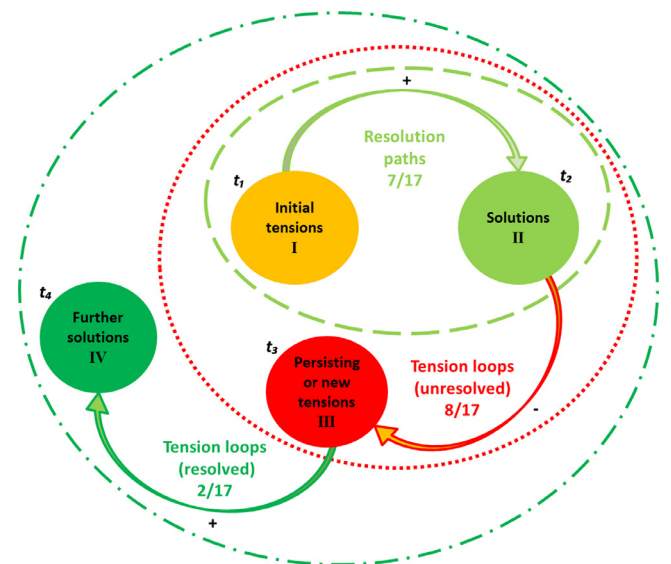 +
Resolution
paths
7/17
t₁
Initial
tensions
I
t₂
Solutions
II
t₄
Further
solutions
IV
t₃
Persisting
or new
tensions
III
Tension loops
(unresolved)
8/17
-
Tension loops
(resolved)
2/17
+